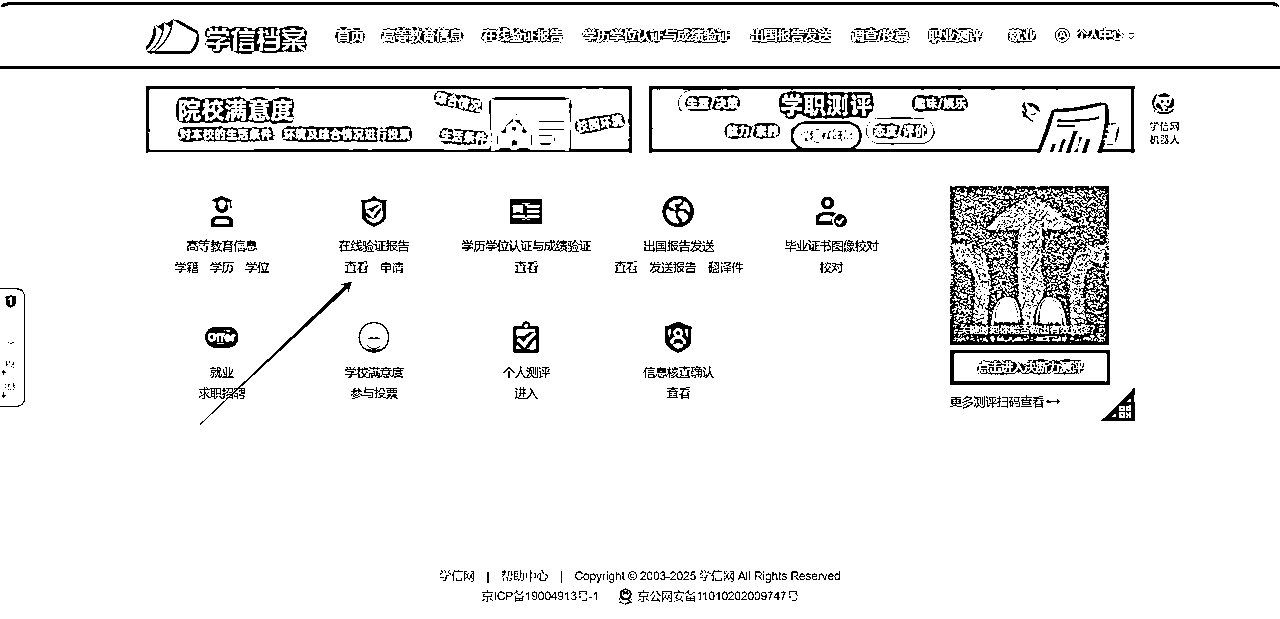 学信档案
首页 高等教育信息 在线验证报告 学历学位认证与成绩验证 出国报告发送 调查/投票 职业测评 就业 个人中心
院校满意度
对本校的生活条件、环境及综合情况进行投票
综合情况
生活条件
校园环境
生涯/决策
学职测评
趣味/娱乐
能力/素养
态度/评价
学信网
机器人
高等教育信息
学籍 学历 学位
在线验证报告
查看 申请
学历学位认证与成绩验证
查看
出国报告发送
查看 发送报告 翻译件
毕业证书图像校对
校对
Offer
就业
求职招聘
学校满意度
参与投票
个人测评
进入
信息核查确认
查看
点击进入决断力测评
更多测评扫码查看
学信网 | 帮助中心 | Copyright © 2003-2025 学信网 All Rights Reserved
京ICP备19004913号-1 京公网安备11010202009747号